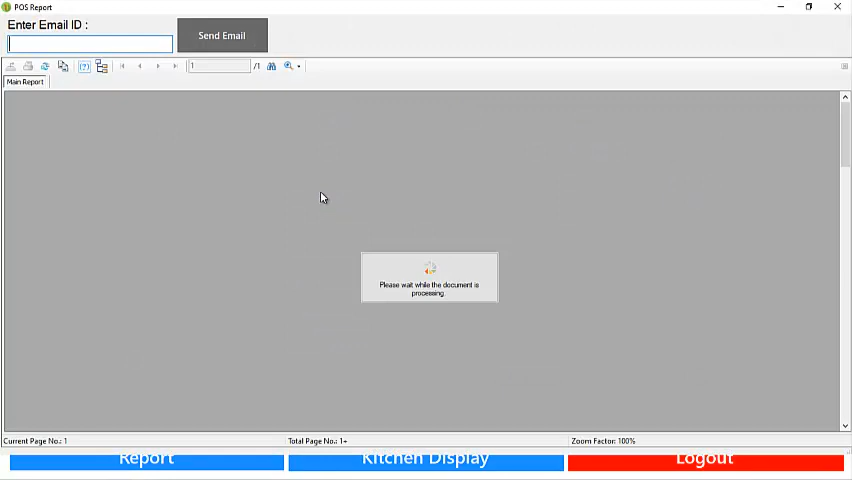 POS Report
Enter Email ID :
Send Email
1
/1
Main Report
Please wait while the document is
processing.
Current Page No.: 1
Total Page No.: 1+
Zoom Factor: 100%
Report
Kitchen Display
Logout